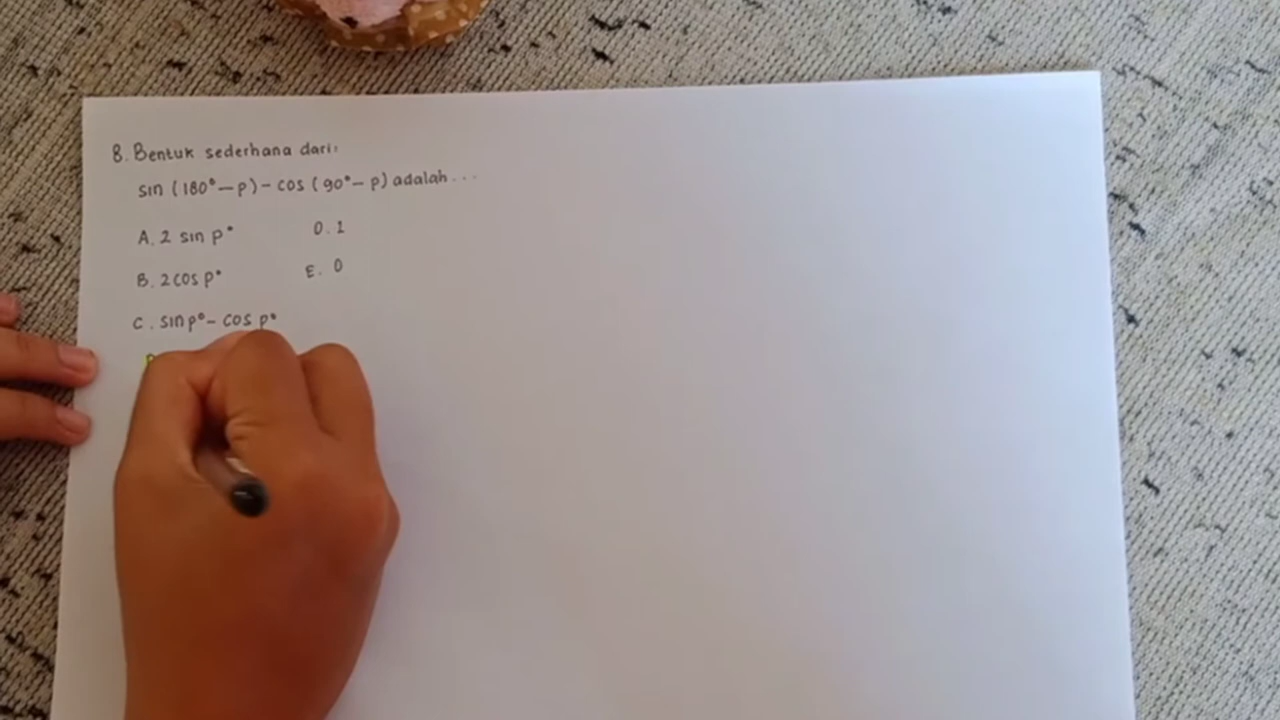 8. Bentuk sederhana dari:
sin (180° – p) – cos (90° – p) adalah ...
A. 2 sin p°
B. 2 cos p°
C. sin p° – cos p°
D. 1
E. 0